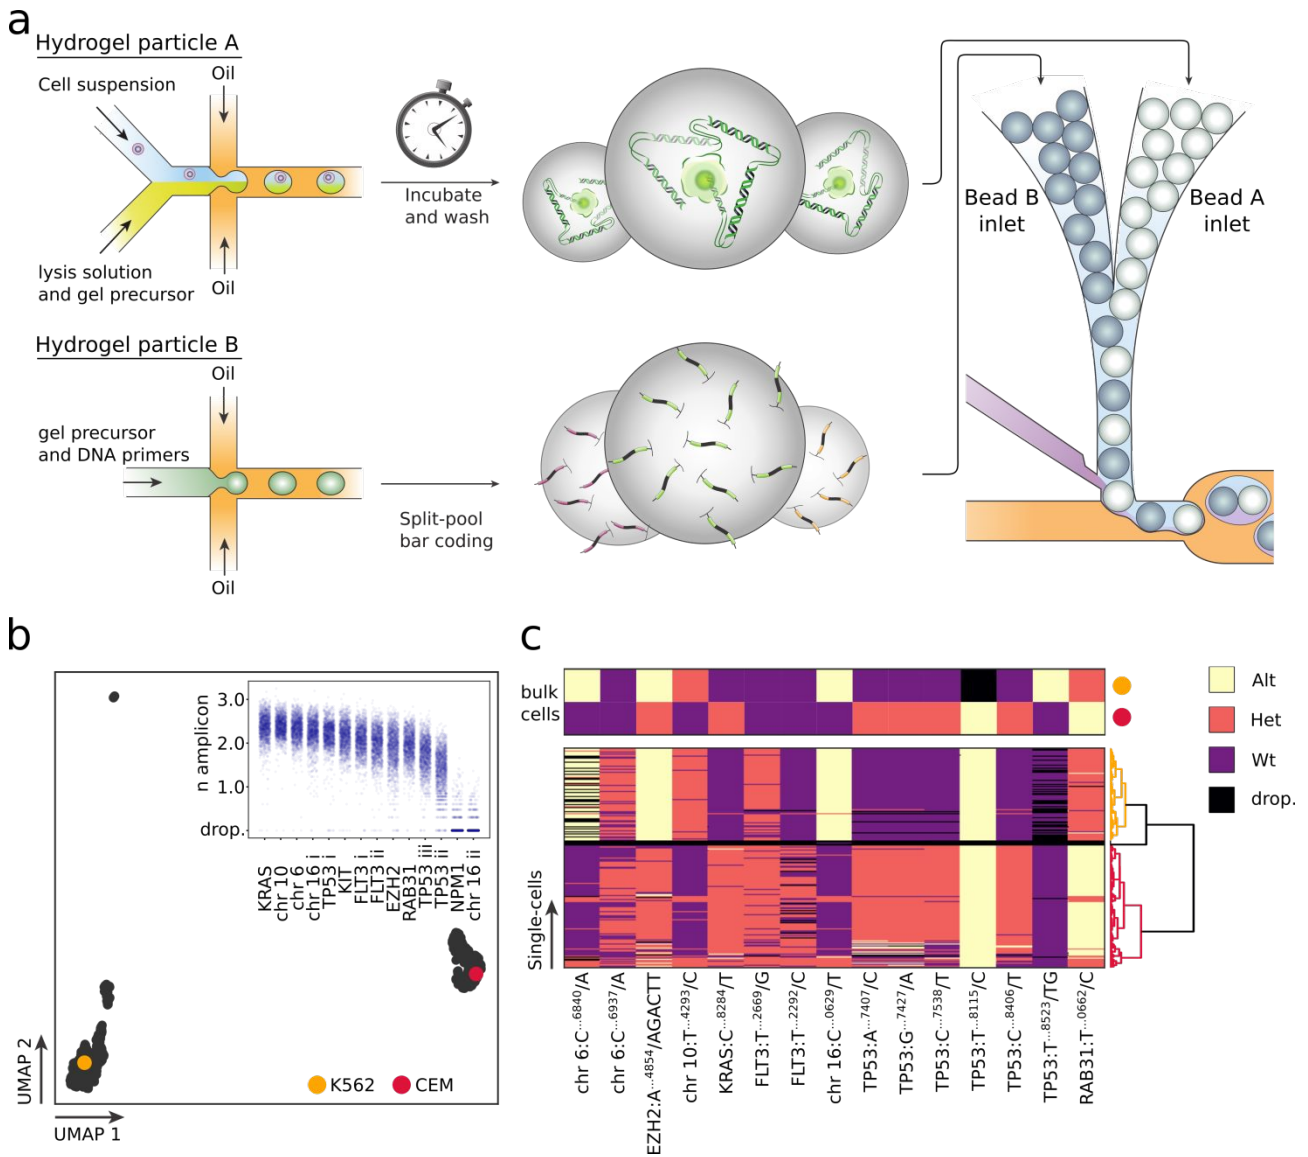 a
Hydrogel particle A
Cell suspension
Oil
lysis solution
and gel precursor
Oil
Incubate
and wash
Hydrogel particle B
Oil
gel precursor
and DNA primers
Oil
Split-pool
bar coding
Bead B
inlet
Bead A
inlet
b
n amplicon
3.0
2.0
1.0
drop.
KRAS
chr 10
chr 6
chr 16 i
TP53 i
KIT
FLT3 i
FLT3 ii
EZH2
RAB31
TP53 iii
TP53 ii
NPM1
chr 16 ii
K562
CEM
UMAP 2
UMAP 1
c
bulk
cells
Single-cells
Alt
Het
Wt
drop.
chr 6:C...6840/A
chr 6:C...6937/A
EZH2:A...4854/AGACTT
chr 10:T...4293/C
KRAS:C...8284/T
FLT3:T...2669/G
FLT3:T...2292/C
chr 16:C...0629/T
TP53:A...7407/C
TP53:G...7427/A
TP53:C...7538/T
TP53:T...8115/C
TP53:C...8406/T
TP53:T...8523/TG
RAB31:T...0662/C